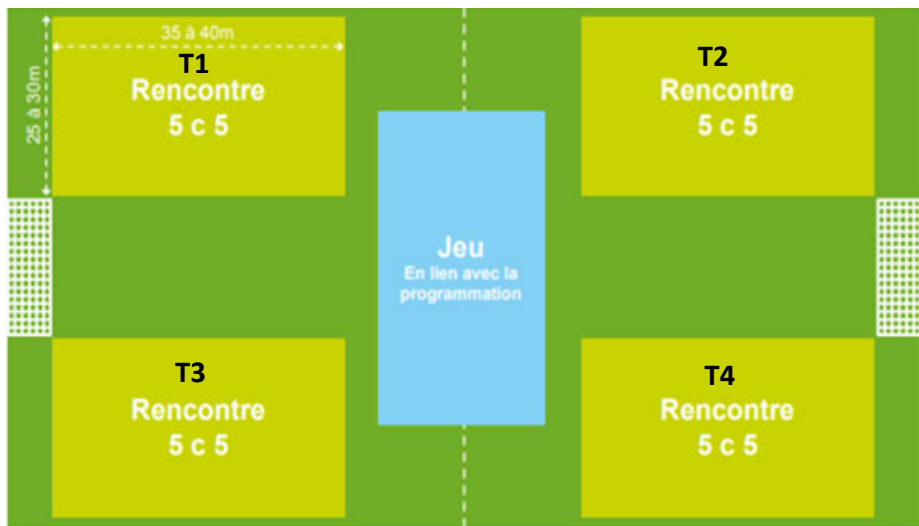 35 à 40m
25 à 30m
T1
Rencontre
5 c 5
T2
Rencontre
5 c 5
Jeu
En lien avec la
programmation
T3
Rencontre
5 c 5
T4
Rencontre
5 c 5